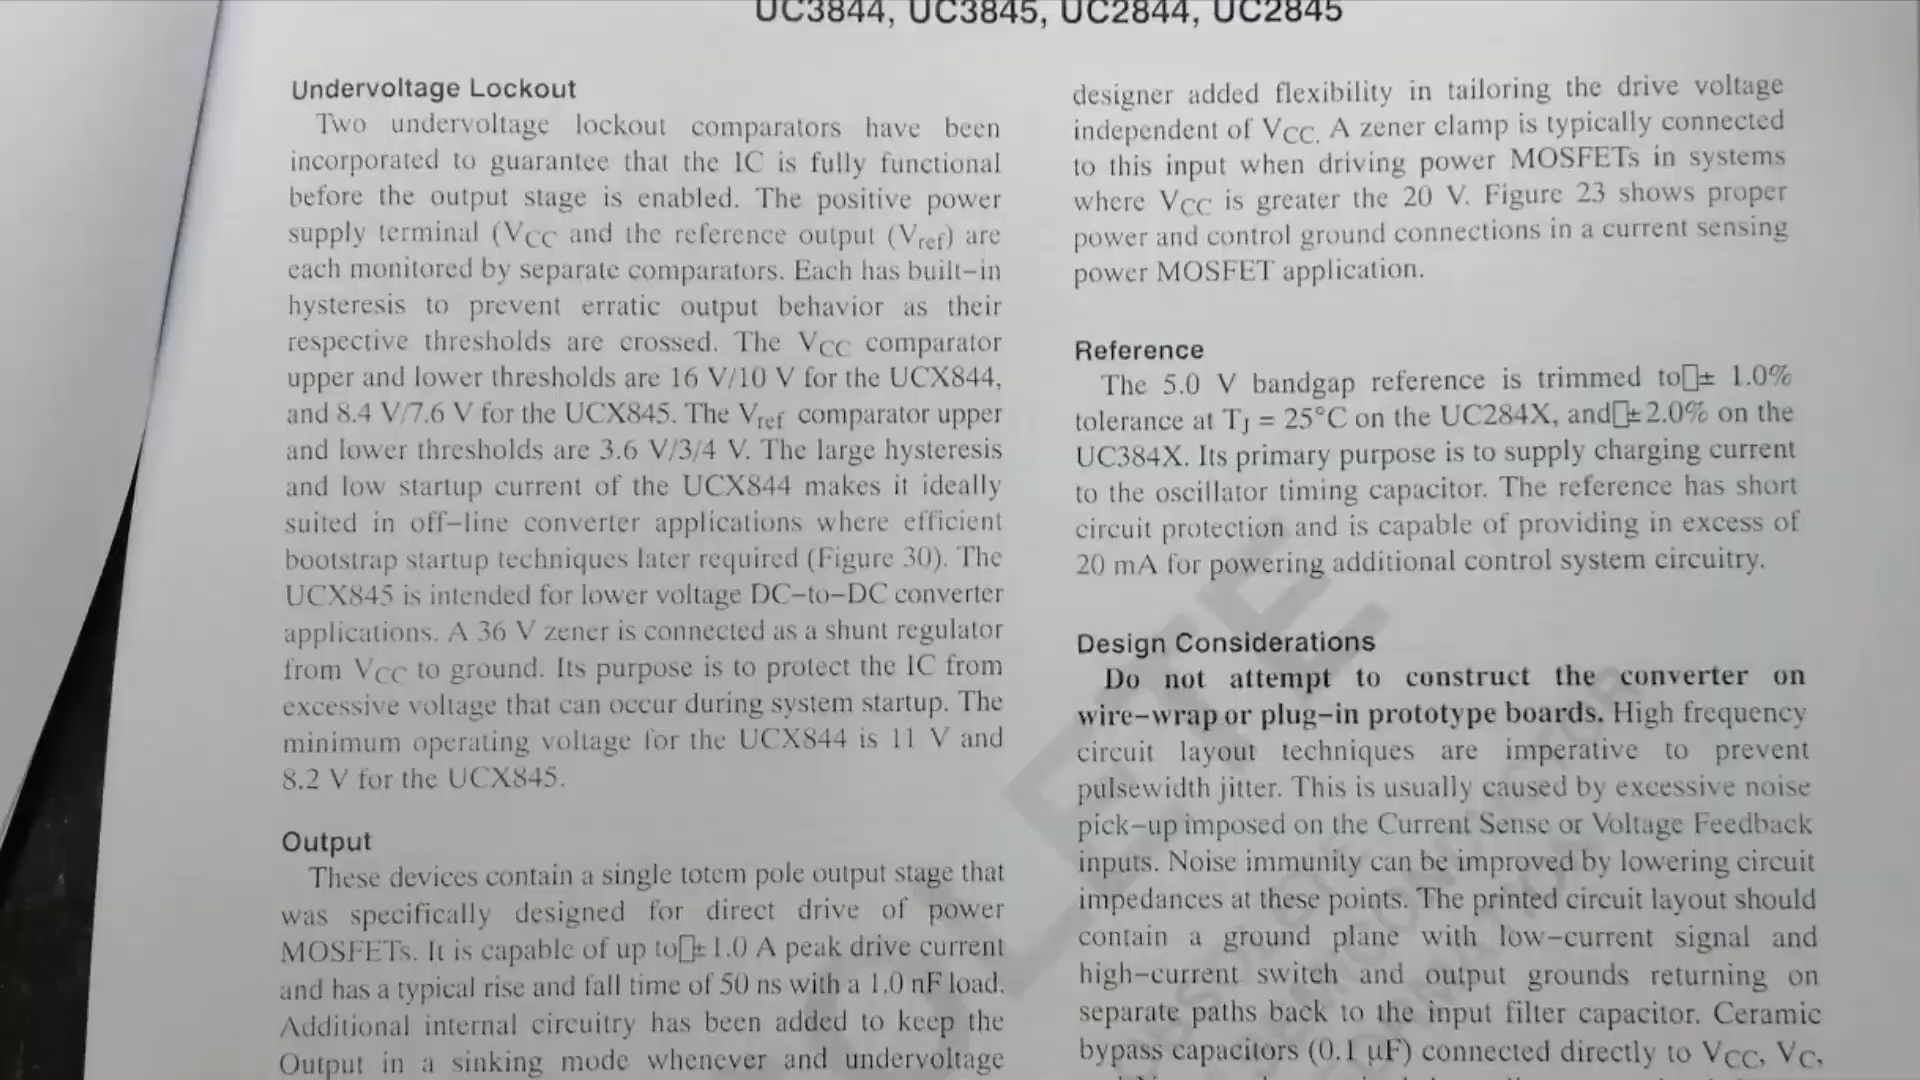 UC3844, UC3845, UC2844, UC2845
Undervoltage Lockout
Two undervoltage lockout comparators have been
incorporated to guarantee that the IC is fully functional
before the output stage is enabled. The positive power
supply terminal (VCC and the reference output (Vref) are
each monitored by separate comparators. Each has built−in
hysteresis to prevent erratic output behavior as their
respective thresholds are crossed. The VCC comparator
upper and lower thresholds are 16 V/10 V for the UCX844,
and 8.4 V/7.6 V for the UCX845. The Vref comparator upper
and lower thresholds are 3.6 V/3/4 V. The large hysteresis
and low startup current of the UCX844 makes it ideally
suited in off−line converter applications where efficient
bootstrap startup techniques later required (Figure 30). The
UCX845 is intended for lower voltage DC−to−DC converter
applications. A 36 V zener is connected as a shunt regulator
from VCC to ground. Its purpose is to protect the IC from
excessive voltage that can occur during system startup. The
minimum operating voltage for the UCX844 is 11 V and
8.2 V for the UCX845.
Output
These devices contain a single totem pole output stage that
was specifically designed for direct drive of power
MOSFETs. It is capable of up to▯± 1.0 A peak drive current
and has a typical rise and fall time of 50 ns with a 1.0 nF load.
Additional internal circuitry has been added to keep the
Output in a sinking mode whenever and undervoltage
designer added flexibility in tailoring the drive voltage
independent of VCC. A zener clamp is typically connected
to this input when driving power MOSFETs in systems
where VCC is greater the 20 V. Figure 23 shows proper
power and control ground connections in a current sensing
power MOSFET application.
Reference
The 5.0 V bandgap reference is trimmed to▯± 1.0%
tolerance at TJ = 25°C on the UC284X, and▯± 2.0% on the
UC384X. Its primary purpose is to supply charging current
to the oscillator timing capacitor. The reference has short
circuit protection and is capable of providing in excess of
20 mA for powering additional control system circuitry.
Design Considerations
Do not attempt to construct the converter on
wire−wrap or plug−in prototype boards. High frequency
circuit layout techniques are imperative to prevent
pulsewidth jitter. This is usually caused by excessive noise
pick−up imposed on the Current Sense or Voltage Feedback
inputs. Noise immunity can be improved by lowering circuit
impedances at these points. The printed circuit layout should
contain a ground plane with low−current signal and
high−current switch and output grounds returning on
separate paths back to the input filter capacitor. Ceramic
bypass capacitors (0.1 µF) connected directly to VCC, VC,